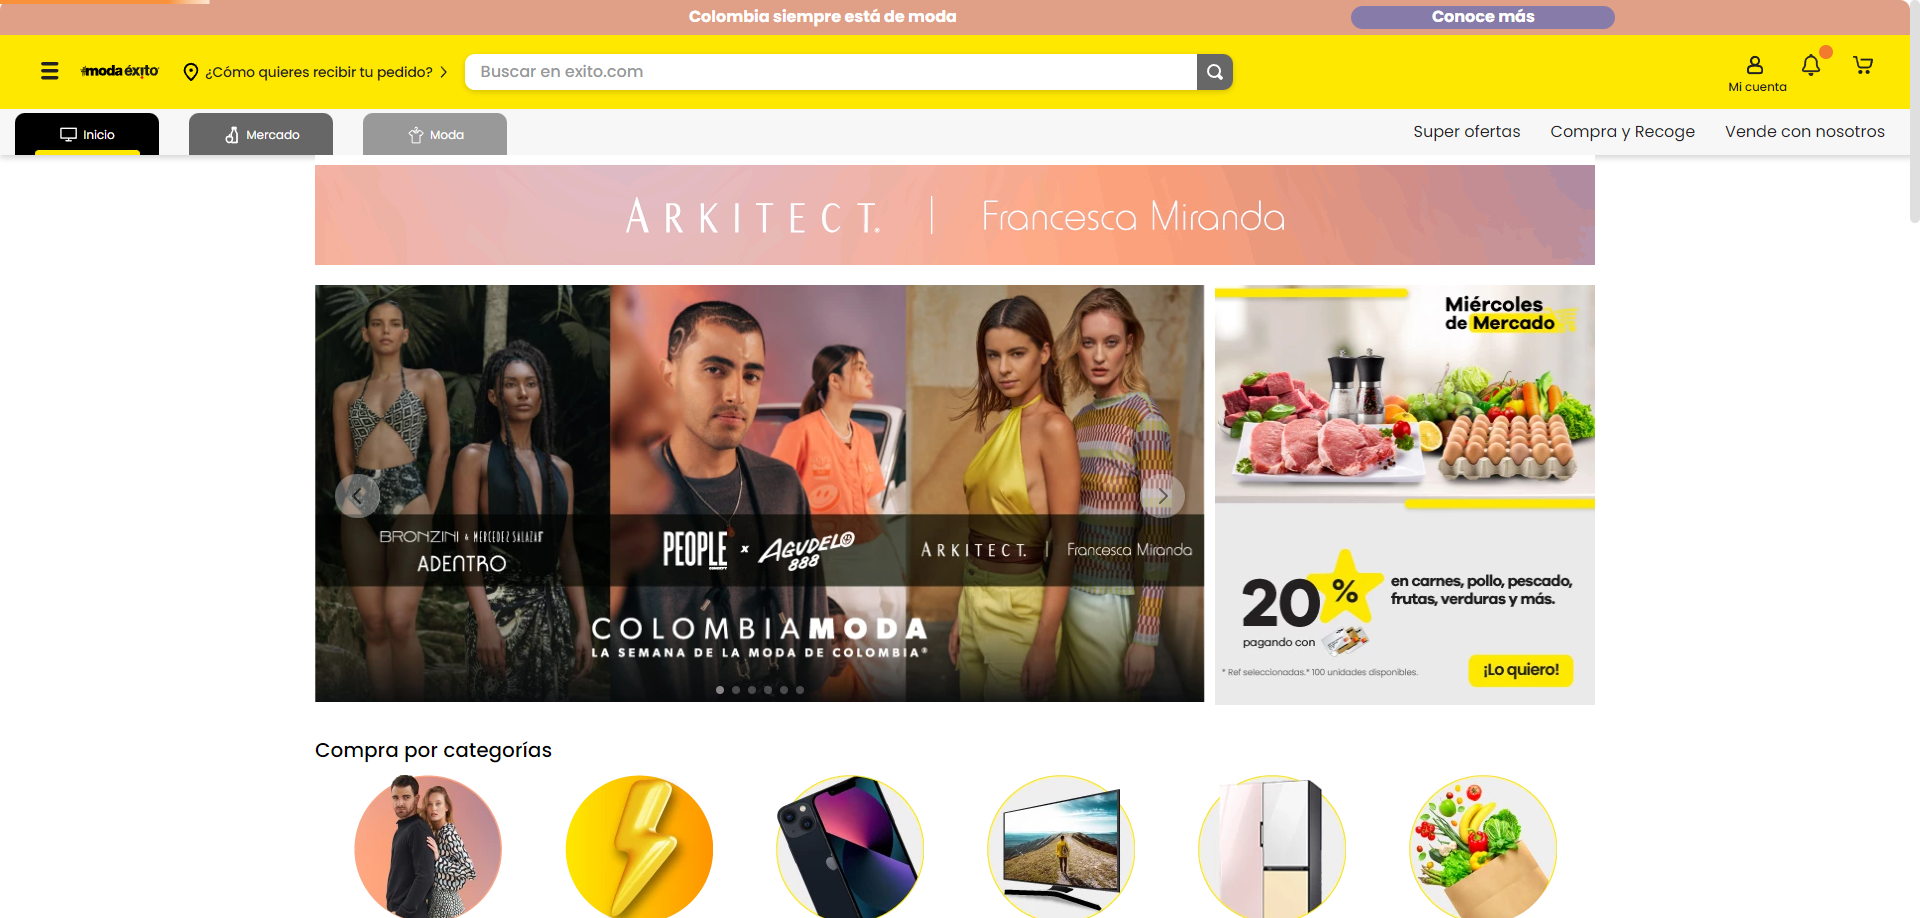 Colombia siempre está de moda
Conoce más
#moda éxito
¿Cómo quieres recibir tu pedido?
Buscar en exito.com
Mi cuenta
Inicio
Mercado
Moda
Super ofertas
Compra y Recoge
Vende con nosotros
ARKITECT. | Francesca Miranda
BRONZINI & MERCEDEZ SALAZAR
ADENTRO
PEOPLE x AGUDELO
888
ARKITECT. | Francesca Miranda
COLOMBIAMODA
LA SEMANA DE LA MODA DE COLOMBIA®
Miércoles
de Mercado
20%
en carnes, pollo, pescado,
frutas, verduras y más.
pagando con
* Ref seleccionadas.* 100 unidades disponibles.
¡Lo quiero!
Compra por categorías